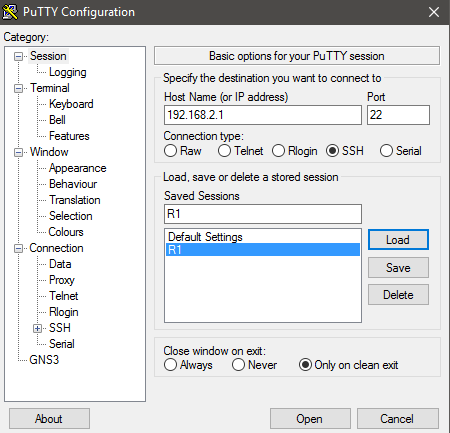 PuTTY Configuration
Category:
Session
Logging
Terminal
Keyboard
Bell
Features
Window
Appearance
Behaviour
Translation
Selection
Colours
Connection
Data
Proxy
Telnet
Rlogin
SSH
Serial
GNS3
Basic options for your PuTTY session
Specify the destination you want to connect to
Host Name (or IP address) Port
192.168.2.1 22
Connection type:
Raw Telnet Rlogin SSH Serial
Load, save or delete a stored session
Saved Sessions
R1
Default Settings
R1
Load
Save
Delete
Close window on exit:
Always Never Only on clean exit
About Open Cancel